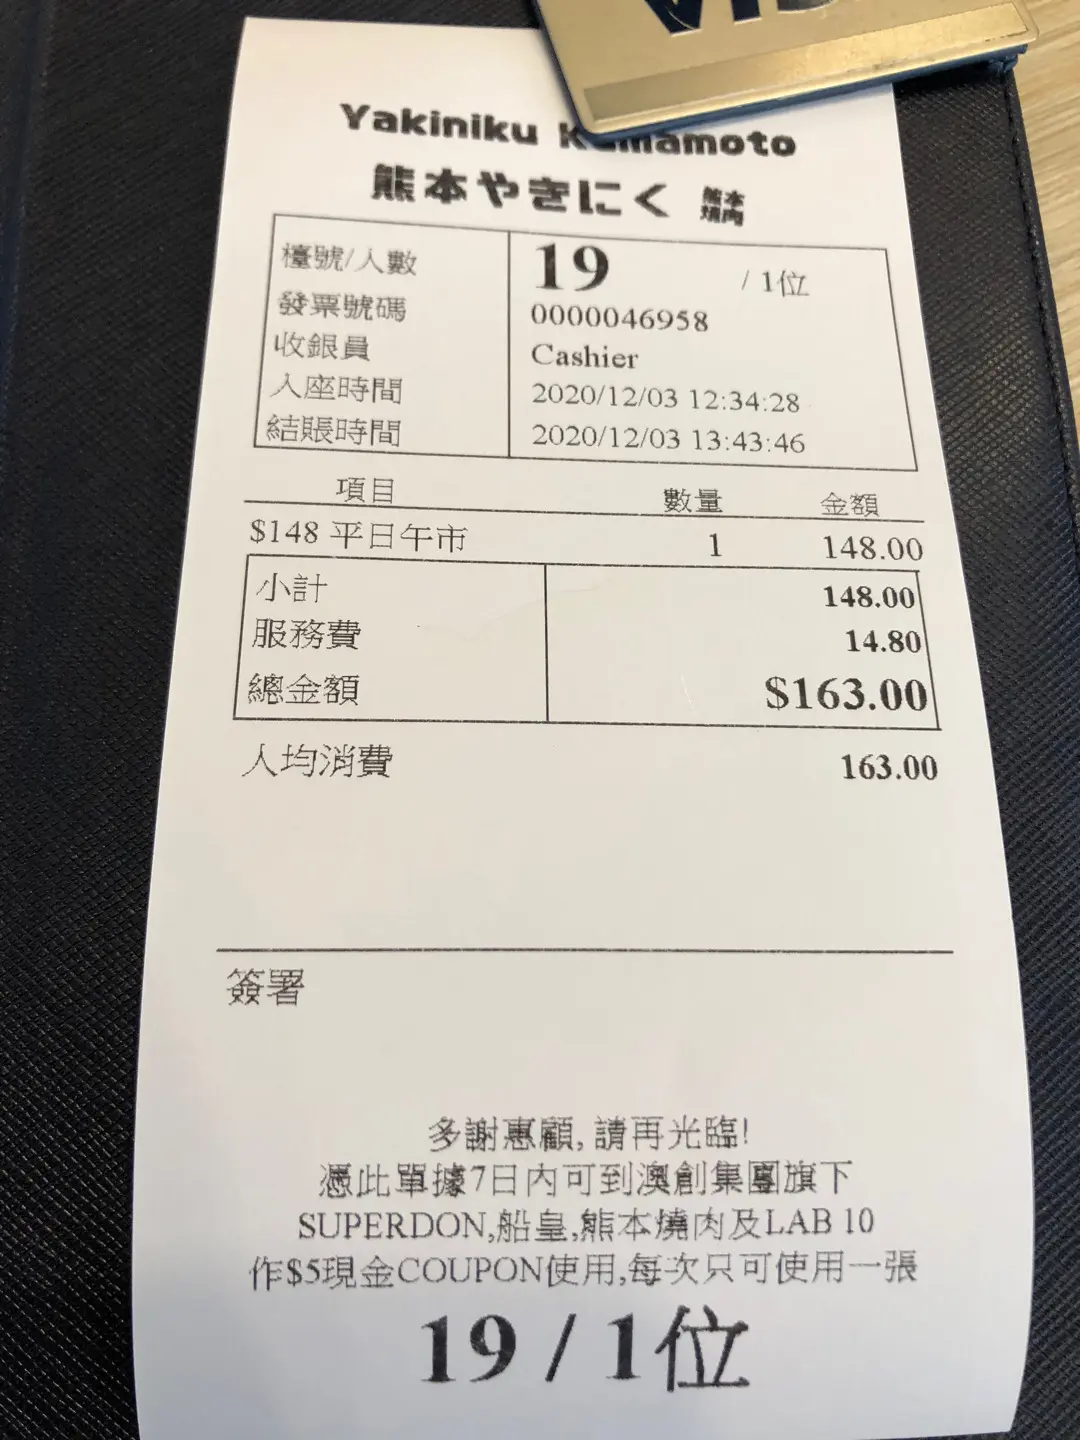 Yakiniku
熊本やきにく 熊本燒肉
檯號/人數 19 / 1位
發票號碼 0000046958
收銀員 Cashier
入座時間 2020/12/03 12:34:28
結賬時間 2020/12/03 13:43:46
項目 數量 金額
$148 平日午市 1 148.00
小計 148.00
服務費 14.80
總金額 $163.00
人均消費 163.00
簽署
多謝惠顧, 請再光臨!
憑此單據7日內可到澳創集團旗下
SUPERDON,船皇,熊本燒肉及LAB 10
作$5現金COUPON使用,每次只可使用一張
19 / 1位